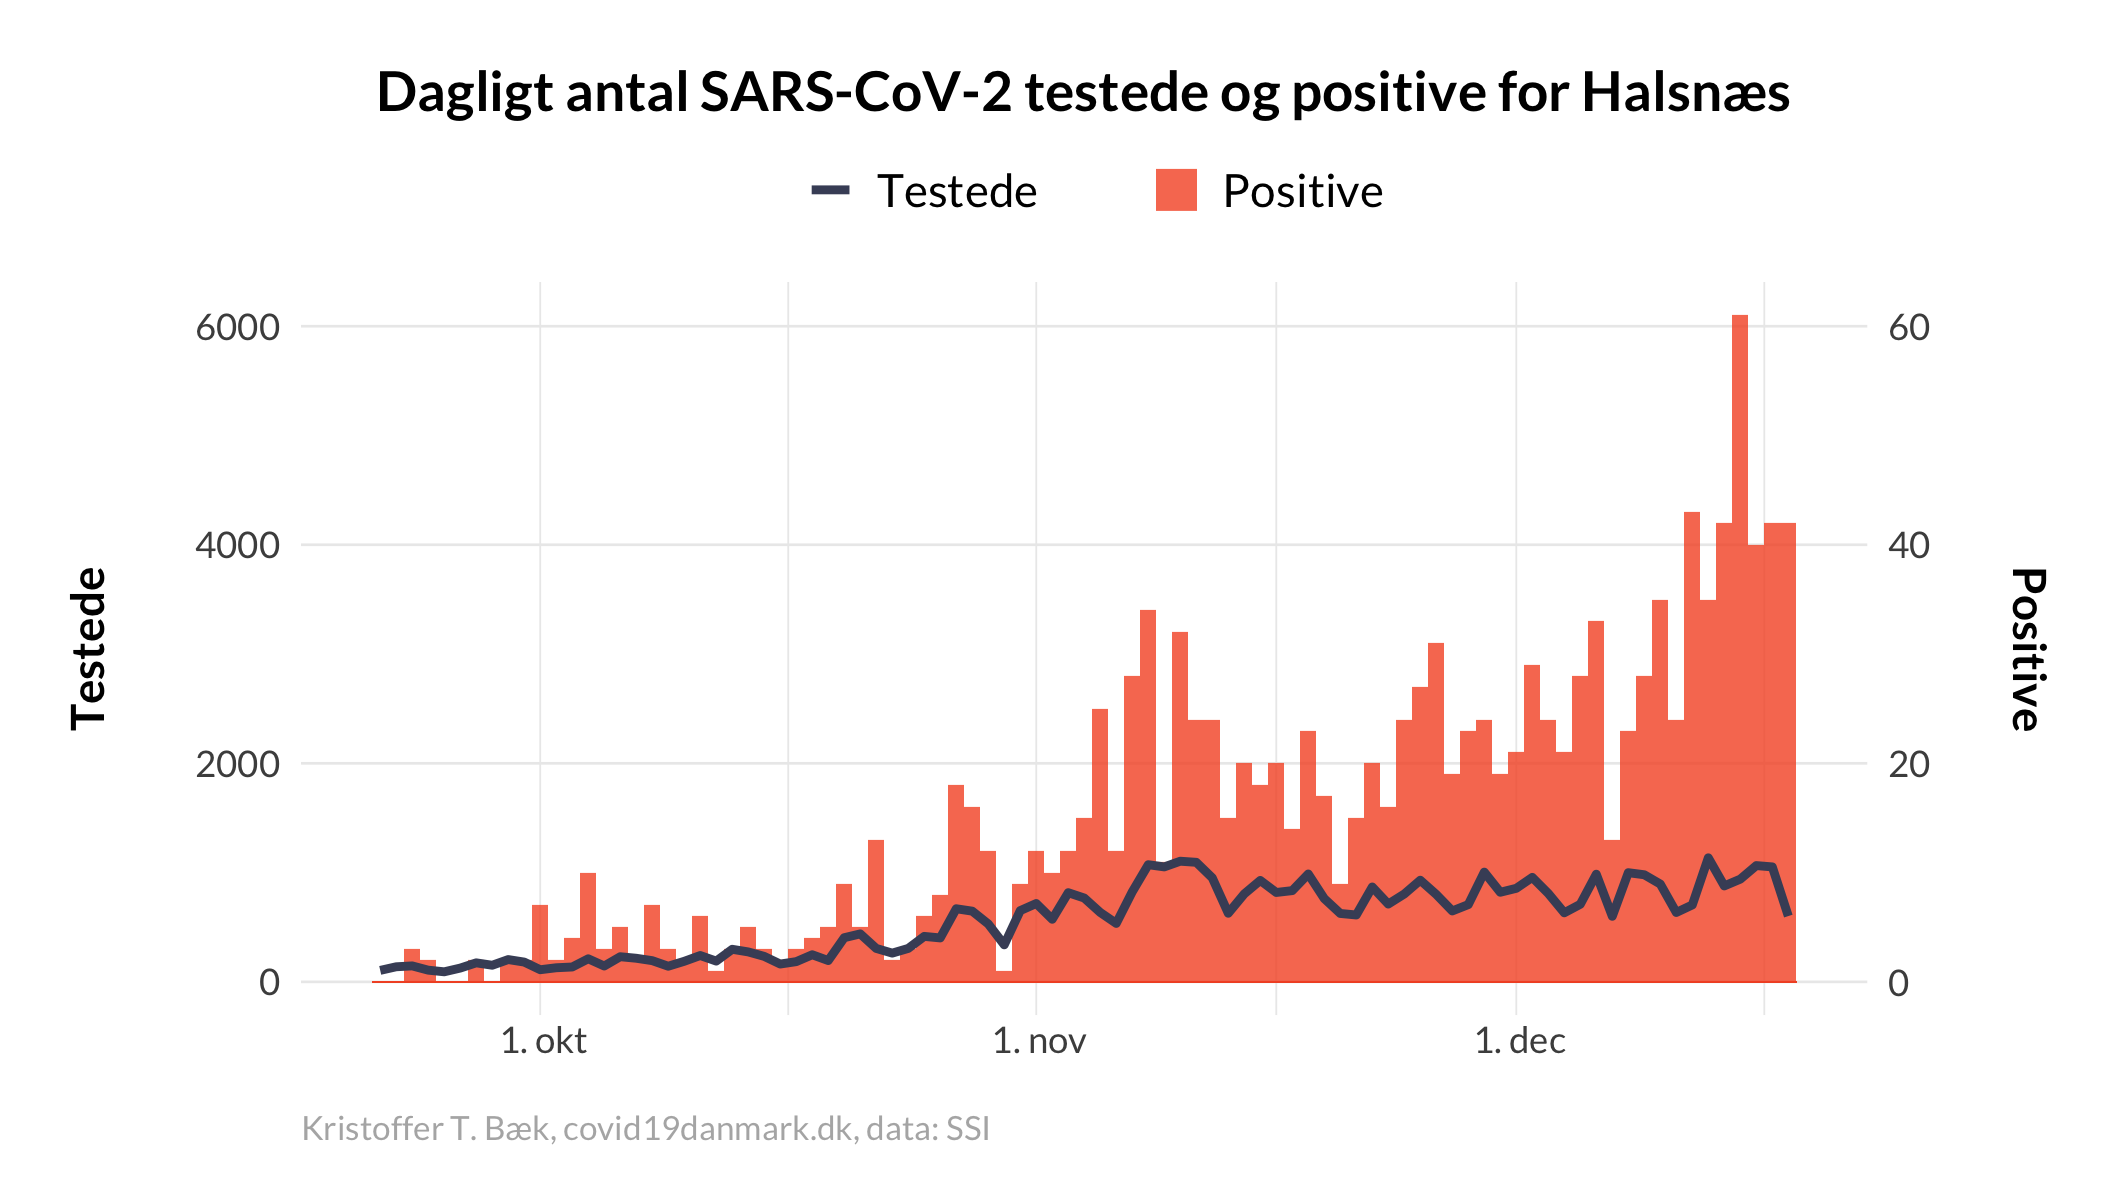 Dagligt antal SARS-CoV-2 testede og positive for Halsnæs
Testede
Positive
6000
4000
2000
0
Testede
60
40
20
0
Positive
1. okt
1. nov
1. dec
Kristoffer T. Bæk, covid19danmark.dk, data: SSI